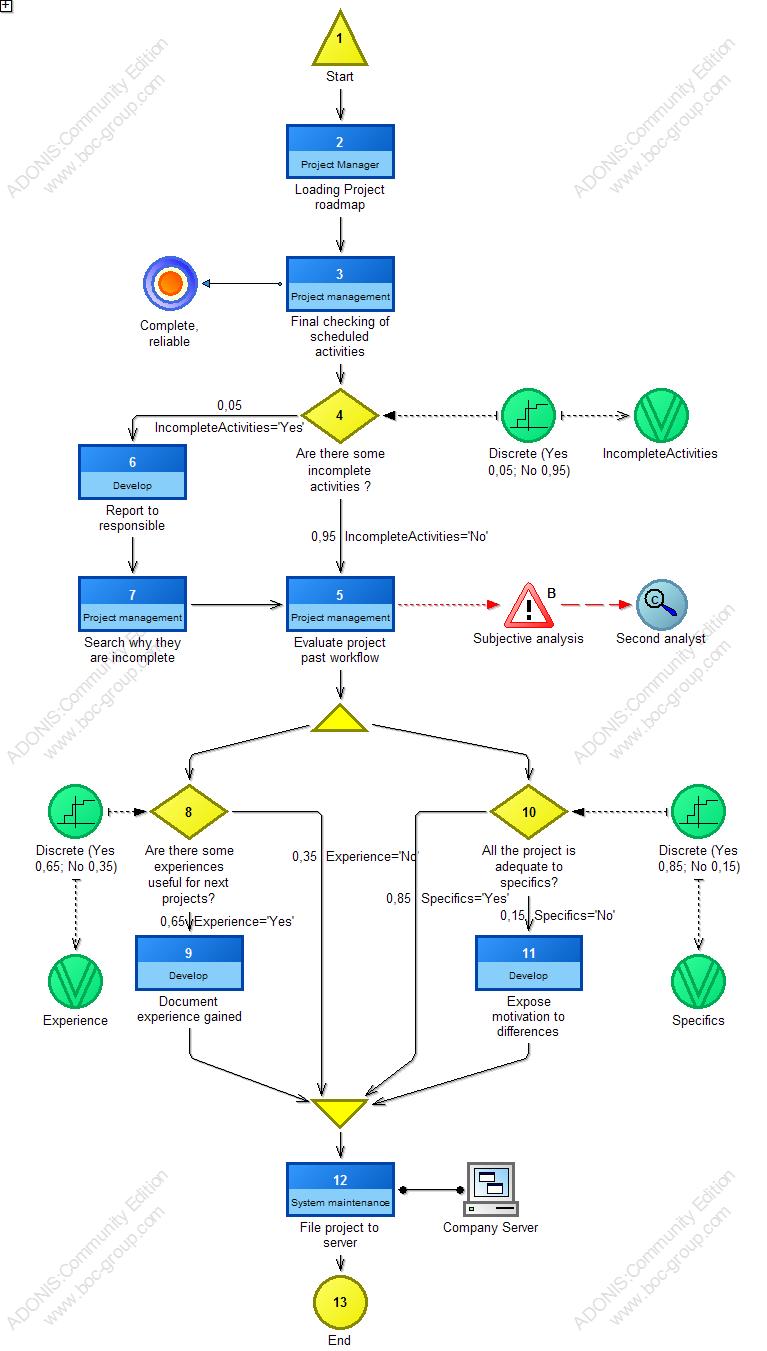 ADONIS:Community Edition
www.boc-group.com
ADONIS:Community Edition
www.boc-group.com
1
Start
2
Project Manager
Loading Project
roadmap
3
Project management
Final checking of
scheduled
activities
Complete,
reliable
0,05
IncompleteActivities='Yes'
4
Are there some
incomplete
activities ?
Discrete (Yes
0,05; No 0,95)
IncompleteActivities
6
Develop
Report to
responsible
0,95
IncompleteActivities='No'
7
Project management
Search why they
are incomplete
5
Project management
Evaluate project
past workflow
B
Subjective analysis
C
Second analyst
ADONIS:Community Edition
www.boc-group.com
ADONIS:Community Edition
www.boc-group.com
Discrete (Yes
0,65; No 0,35)
8
Are there some
experiences
useful for next
projects?
0,35
Experience='No'
10
All the project is
adequate to
specifics?
Discrete (Yes
0,85; No 0,15)
0,85
Specifics='Yes'
0,65
Experience='Yes'
0,15
Specifics='No'
Experience
9
Develop
Document
experience gained
11
Develop
Expose
motivation to
differences
Specifics
12
System maintenance
File project to
server
Company Server
13
End
ADONIS:Community Edition
www.boc-group.com
ADONIS:Community Edition
www.boc-group.com